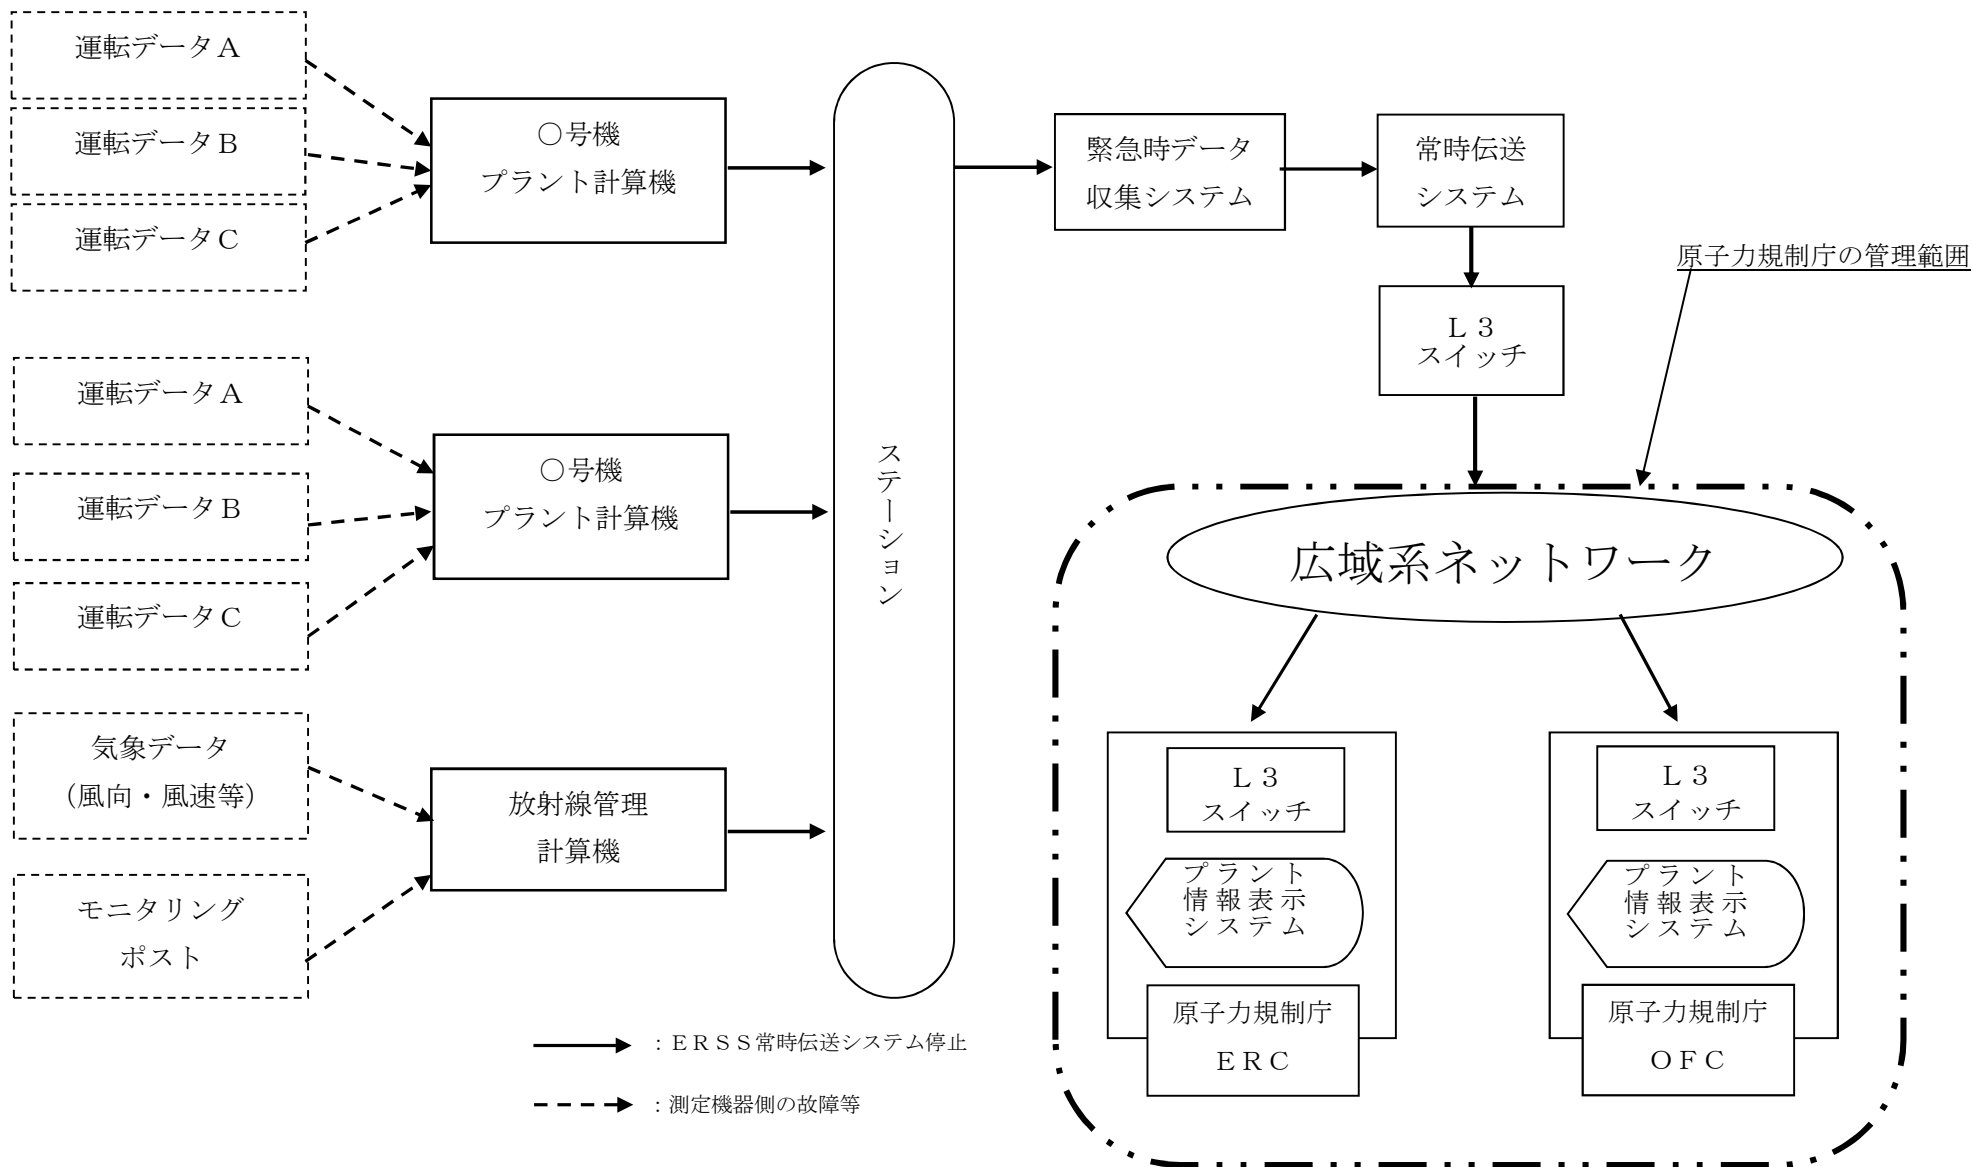 運転データＡ
運転データＢ
運転データＣ
○号機
プラント計算機
運転データＡ
運転データＢ
運転データＣ
○号機
プラント計算機
気象データ
（風向・風速等）
モニタリング
ポスト
放射線管理
計算機
ステーション
緊急時データ
収集システム
常時伝送
システム
Ｌ３
スイッチ
原子力規制庁の管理範囲
広域系ネットワーク
Ｌ３
スイッチ
プラント
情報表示
システム
原子力規制庁
ＥＲＣ
Ｌ３
スイッチ
プラント
情報表示
システム
原子力規制庁
ＯＦＣ
：ＥＲＳＳ常時伝送システム停止
：測定機器側の故障等